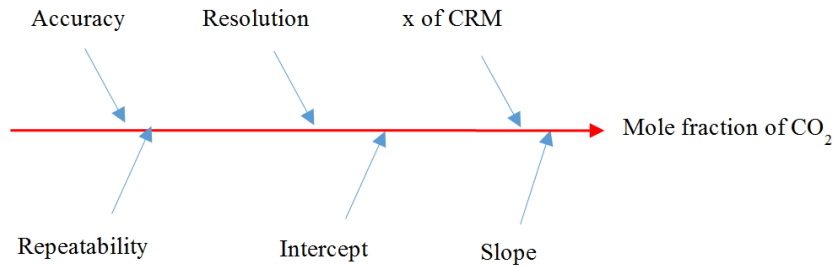 Accuracy
Resolution
x of CRM
Mole fraction of CO₂
Repeatability
Intercept
Slope